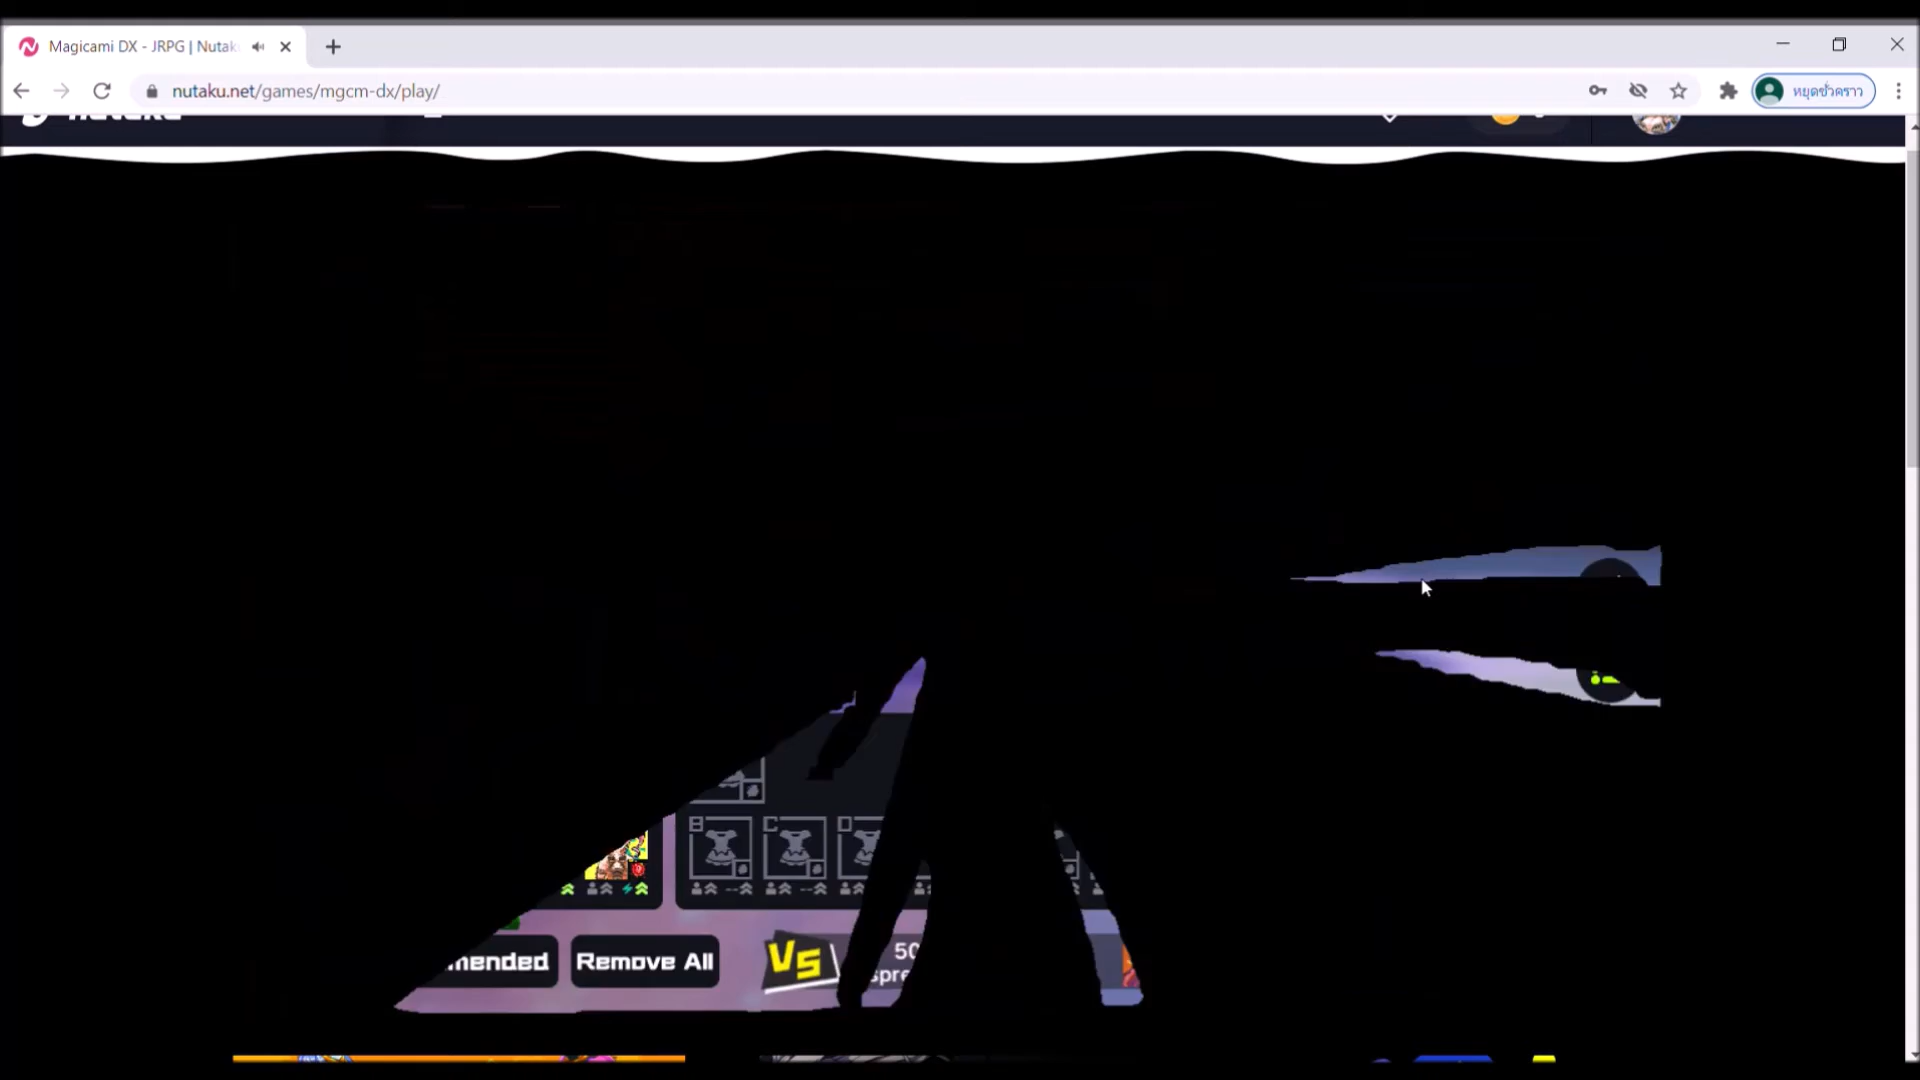 Magicami DX - JRPG | Nutak
nutaku.net/games/mgcm-dx/play/
หยุดชั่วคราว
B C D
mended
Remove All
VS
50
spre